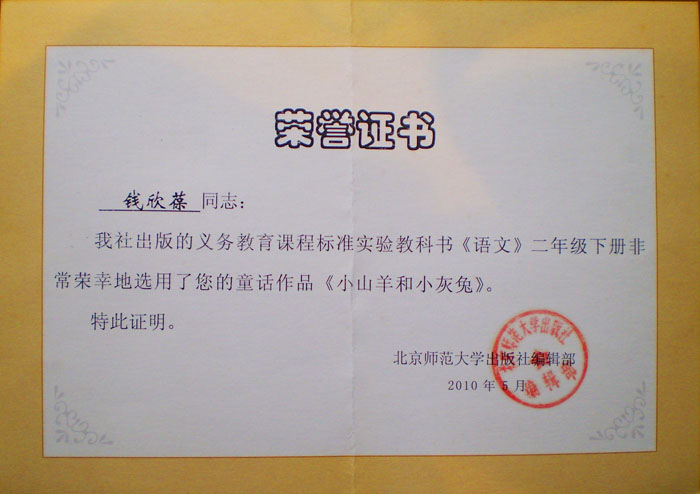 荣誉证书
钱欣葆 同志：
我社出版的义务教育课程标准实验教科书《语文》二年级下册非
常荣幸地选用了您的童话作品《小山羊和小灰兔》。
特此证明。
北京师范大学出版社编辑部
2010 年 5 月